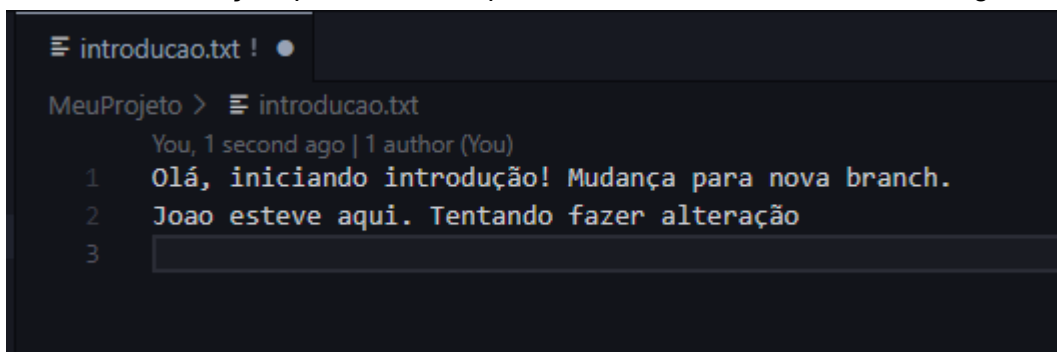 introducao.txt !
MeuProjeto > introducao.txt
You, 1 second ago | 1 author (You)
1 Olá, iniciando introdução! Mudança para nova branch.
2 Joao esteve aqui. Tentando fazer alteração
3